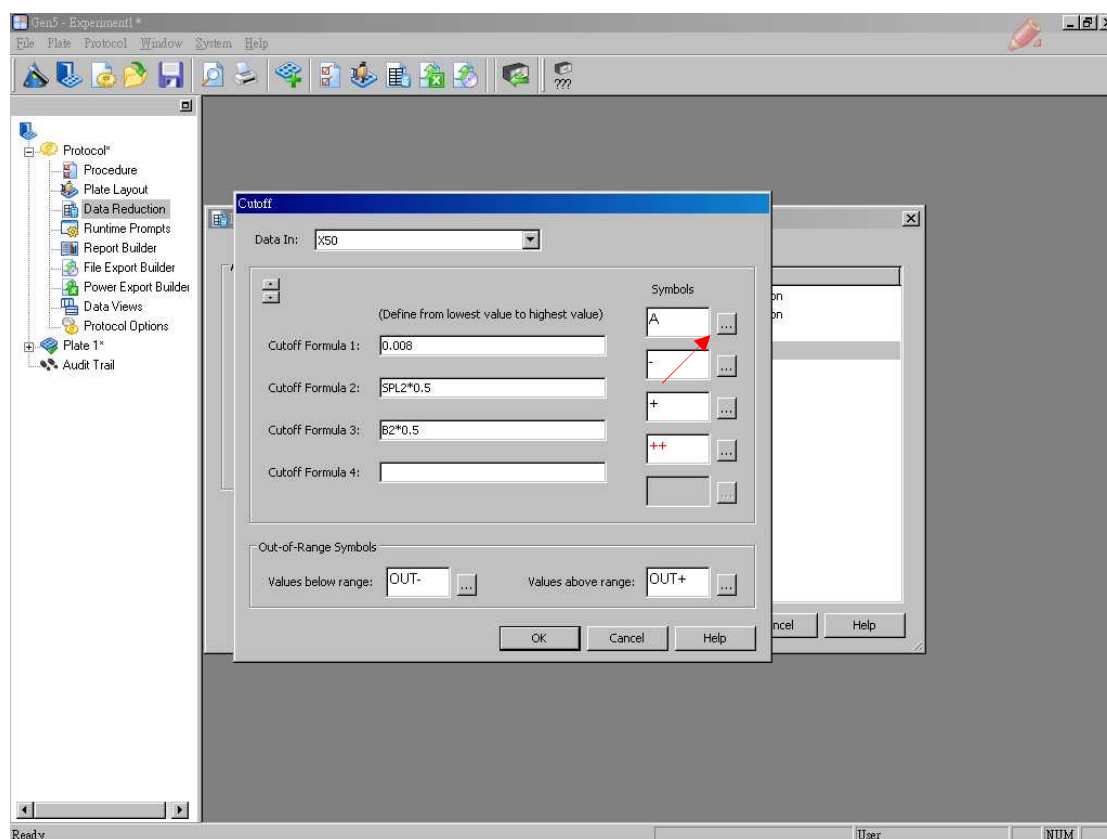 Gen5 - Experiment1 *
File Plate Protocol Window System Help
???
Protocol*
Procedure
Plate Layout
Data Reduction
Runtime Prompts
Report Builder
File Export Builder
Power Export Builder
Data Views
Protocol Options
Plate 1*
Audit Trail
Cutoff
Data In: X50
Symbols
(Define from lowest value to highest value)
A
...
Cutoff Formula 1: 0.008
-
...
Cutoff Formula 2: SPL2*0.5
+
...
Cutoff Formula 3: B2*0.5
++
...
Cutoff Formula 4:
...
Out-of-Range Symbols
Values below range: OUT- ... Values above range: OUT+ ...
OK Cancel Help
on
on
ncel Help
Ready User NUM